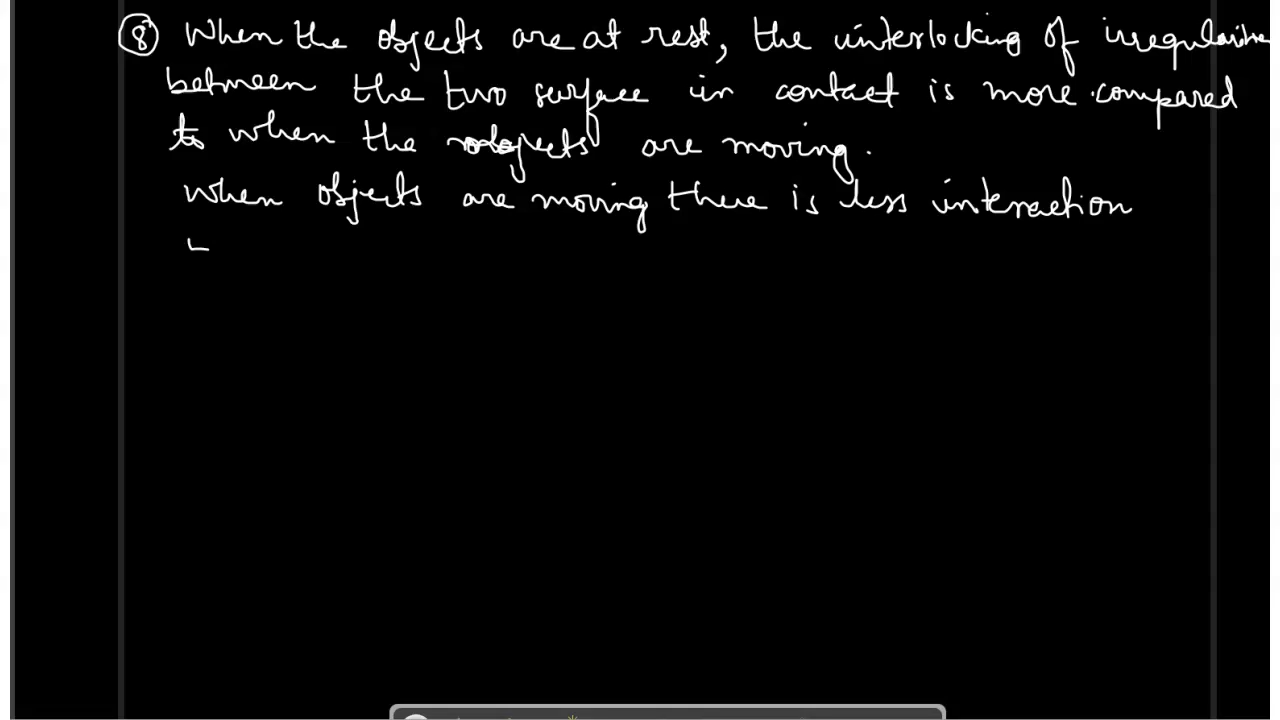 ⑧ When the objects are at rest, the interlocking of irregularities
between the two surface in contact is more compared
to when the objects are moving.
When objects are moving there is less interaction